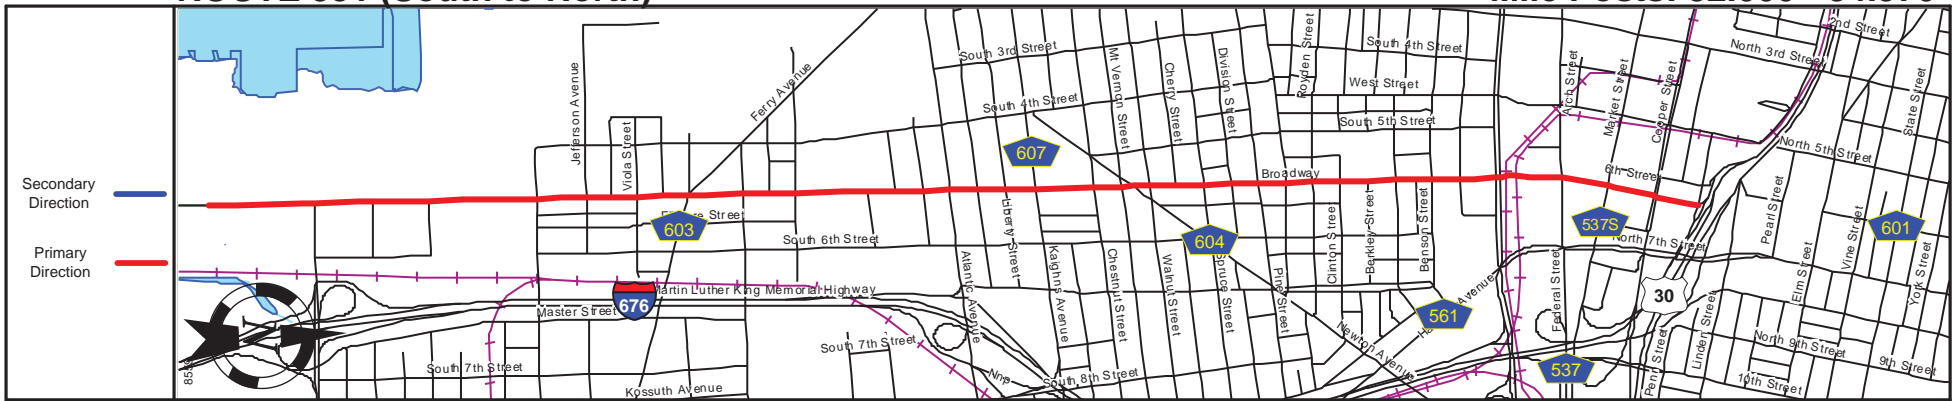 Secondary
Direction
Primary
Direction
Jefferson Avenue
Viola Street
Ferry Avenue
South 3rd Street
South 4th Street
Mt Vernon Street
Cherry Street
Division Street
Royden Street
South 4th Street
West Street
South 5th Street
Arch Street
Market Street
Cooper Street
North 3rd Street
2nd Street
State Street
North 5th Street
6th Street
Broadway
607
603
Street
South 6th Street
Liberty Street
Kaighns Avenue
Atlantic Avenue
Chestnut Street
Walnut Street
604
Spruce Street
Pine Street
Clinton Street
Berkley Street
Benson Street
537S
North 7th Street
Pearl Street
Elm Street
Vine Street
601
York Street
676
Martin Luther King Memorial Highway
Master Street
South 7th Street
South 7th Street
Kossuth Avenue
Nnp
South 8th Street
Newton Avenue
561
Avenue
Federal Street
30
Linden Street
Penn Street
537
North 9th Street
9th Street
10th Street